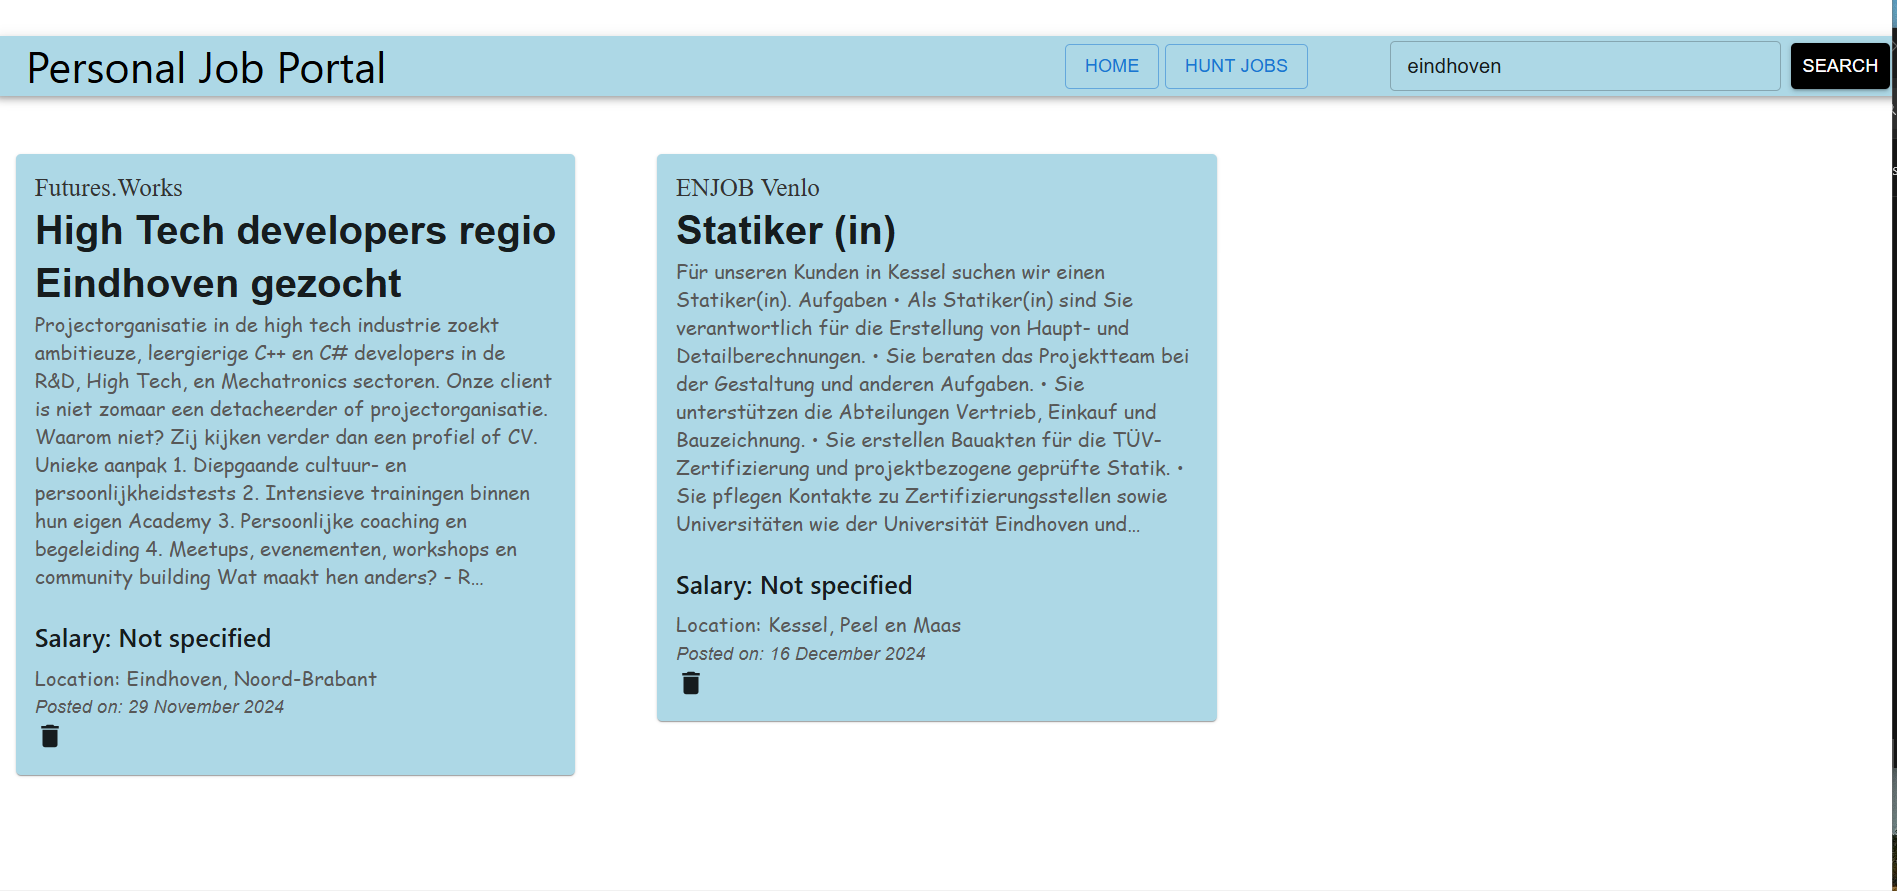 Personal Job Portal
HOME
HUNT JOBS
eindhoven
SEARCH
Futures.Works
High Tech developers regio
Eindhoven gezocht
Projectorganisatie in de high tech industrie zoekt
ambitieuze, leergierige C++ en C# developers in de
R&D, High Tech, en Mechatronics sectoren. Onze client
is niet zomaar een detacheerder of projectorganisatie.
Waarom niet? Zij kijken verder dan een profiel of CV.
Unieke aanpak 1. Diepgaande cultuur- en
persoonlijkheidstests 2. Intensieve trainingen binnen
hun eigen Academy 3. Persoonlijke coaching en
begeleiding 4. Meetups, evenementen, workshops en
community building Wat maakt hen anders? - R...
Salary: Not specified
Location: Eindhoven, Noord-Brabant
Posted on: 29 November 2024
ENJOB Venlo
Statiker (in)
Für unseren Kunden in Kessel suchen wir einen
Statiker(in). Aufgaben • Als Statiker(in) sind Sie
verantwortlich für die Erstellung von Haupt- und
Detailberechnungen. • Sie beraten das Projektteam bei
der Gestaltung und anderen Aufgaben. • Sie
unterstützen die Abteilungen Vertrieb, Einkauf und
Bauzeichnung. • Sie erstellen Bauakten für die TÜV-
Zertifizierung und projektbezogene geprüfte Statik. •
Sie pflegen Kontakte zu Zertifizierungsstellen sowie
Universitäten wie der Universität Eindhoven und...
Salary: Not specified
Location: Kessel, Peel en Maas
Posted on: 16 December 2024